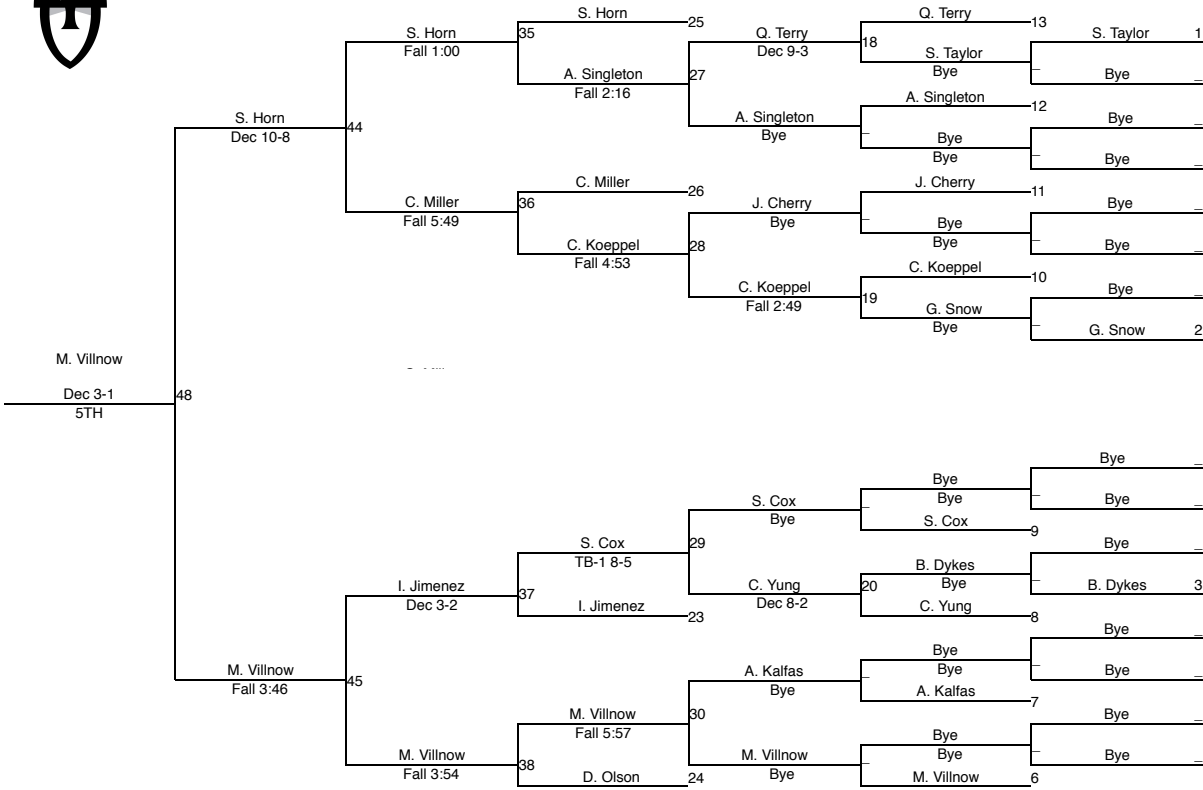 S. Horn
25
Q. Terry
13
S. Horn
35
Q. Terry
18
S. Taylor
1
Fall 1:00
Dec 9-3
S. Taylor
_
A. Singleton
27
Bye
Bye
_
Fall 2:16
A. Singleton
12
S. Horn
44
A. Singleton
_
Bye
_
Dec 10-8
Bye
Bye
_
Bye
Bye
_
C. Miller
26
J. Cherry
11
C. Miller
36
J. Cherry
Bye
_
Fall 5:49
Bye
_
Bye
_
C. Koeppel
28
Bye
Bye
_
Fall 4:53
C. Koeppel
10
C. Koeppel
19
Bye
_
Fall 2:49
G. Snow
_
Bye
G. Snow
2
M. Villnow
Dec 3-1
48
5TH
Bye
_
Bye
_
S. Cox
_
Bye
Bye
_
Bye
S. Cox
9
S. Cox
29
Bye
_
TB-1 8-5
B. Dykes
_
I. Jimenez
37
C. Yung
20
Bye
B. Dykes
3
Dec 3-2
I. Jimenez
23
Dec 8-2
C. Yung
8
Bye
_
Bye
_
M. Villnow
45
A. Kalfas
_
Bye
Bye
_
Fall 3:46
Bye
A. Kalfas
7
M. Villnow
30
Bye
_
Fall 5:57
Bye
_
M. Villnow
38
M. Villnow
_
Bye
Bye
_
Fall 3:54
D. Olson
24
Bye
M. Villnow
6